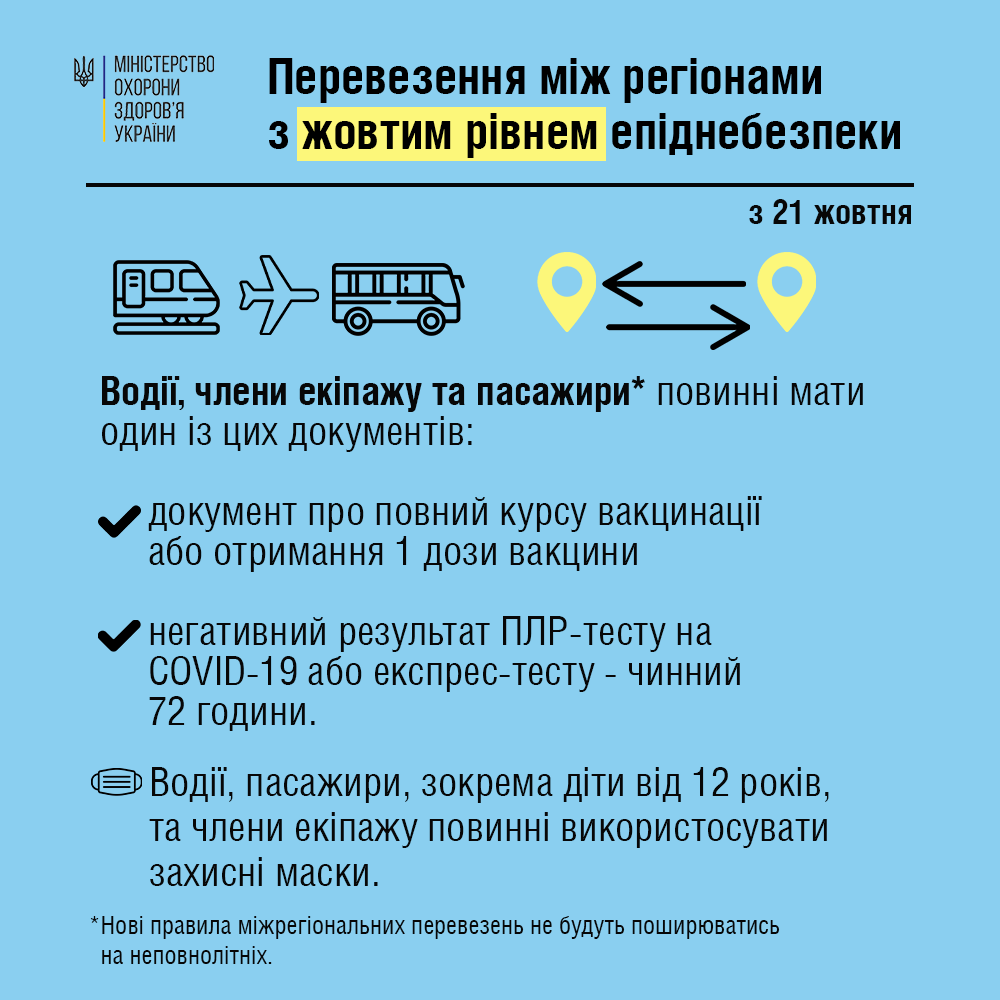 МІНІСТЕРСТВО
ОХОРОНИ
ЗДОРОВ'Я
УКРАЇНИ
Перевезення між регіонами
з жовтим рівнем епіднебезпеки
з 21 жовтня
Водії, члени екіпажу та пасажири* повинні мати
один із цих документів:
документ про повний курсу вакцинації
або отримання 1 дози вакцини
негативний результат ПЛР-тесту на
COVID-19 або експрес-тесту - чинний
72 години.
Водії, пасажири, зокрема діти від 12 років,
та члени екіпажу повинні використосувати
захисні маски.
*Нові правила міжрегіональних перевезень не будуть поширюватись
на неповнолітніх.